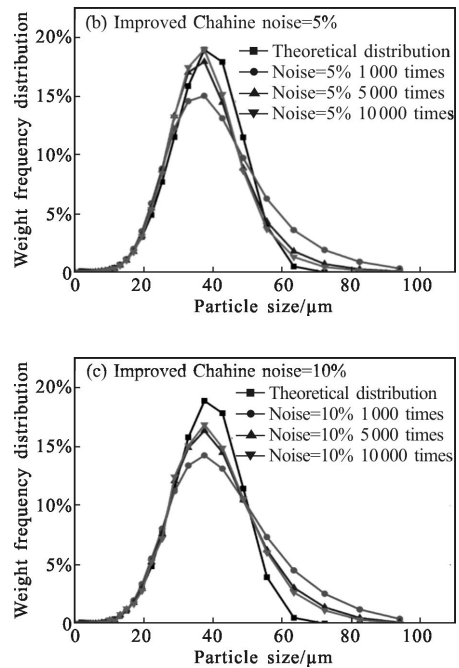 (b) Improved Chahine noise=5%
Theoretical distribution
Noise=5% 1 000 times
Noise=5% 5 000 times
Noise=5% 10 000 times
Weight frequency distribution
20%
15%
10%
5%
0
0 20 40 60 80 100
Particle size/μm
(c) Improved Chahine noise=10%
Theoretical distribution
Noise=10% 1 000 times
Noise=10% 5 000 times
Noise=10% 10 000 times
Weight frequency distribution
20%
15%
10%
5%
0
0 20 40 60 80 100
Particle size/μm